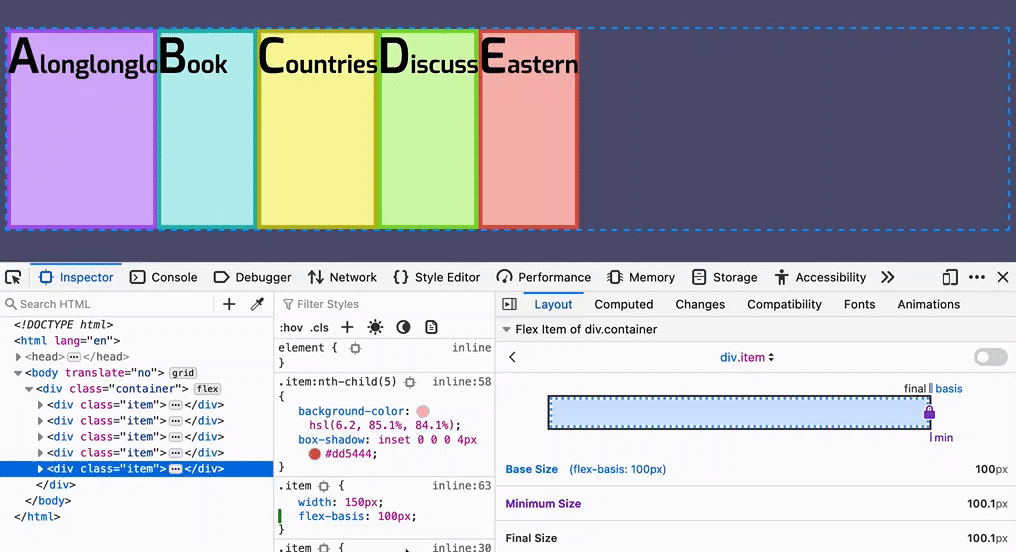 Alonglonglo Book Countries Discuss Eastern
Inspector Console Debugger Network {} Style Editor Performance Memory Storage Accessibility
Search HTML
<!DOCTYPE html>
<html lang="en">
<head> </head>
<body translate="no"> grid
<div class="container"> flex
<div class="item"> </div>
<div class="item"> </div>
<div class="item"> </div>
<div class="item"> </div>
<div class="item"> </div>
</div>
</body>
</html>
Filter Styles
:hov .cls
element { inline
}
.item:nth-child(5) inline:58
{
background-color:
hsl(6.2, 85.1%, 84.1%);
box-shadow: inset 0 0 0 4px
#dd5444;
}
.item { inline:63
width: 150px;
flex-basis: 100px;
}
.item { inline:30
Layout Computed Changes Compatibility Fonts Animations
Flex Item of div.container
div.item
final basis
min
Base Size (flex-basis: 100px) 100px
Minimum Size 100.1px
Final Size 100.1px